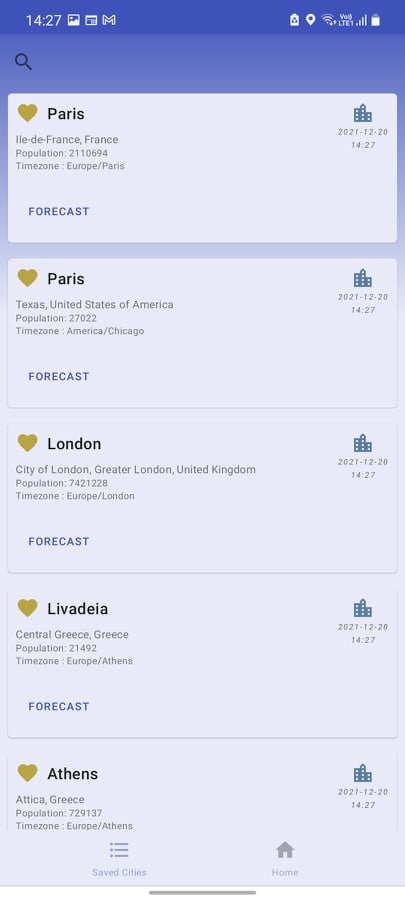 14:27
Vo)) LTE1
Paris
2021-12-20
14:27
Ile-de-France, France
Population: 2110694
Timezone : Europe/Paris
FORECAST
Paris
2021-12-20
14:27
Texas, United States of America
Population: 27022
Timezone : America/Chicago
FORECAST
London
2021-12-20
14:27
City of London, Greater London, United Kingdom
Population: 7421228
Timezone : Europe/London
FORECAST
Livadeia
2021-12-20
14:27
Central Greece, Greece
Population: 21492
Timezone : Europe/Athens
FORECAST
Athens
2021-12-20
14:27
Attica, Greece
Population: 729137
Timezone : Europe/Athens
Saved Cities
Home